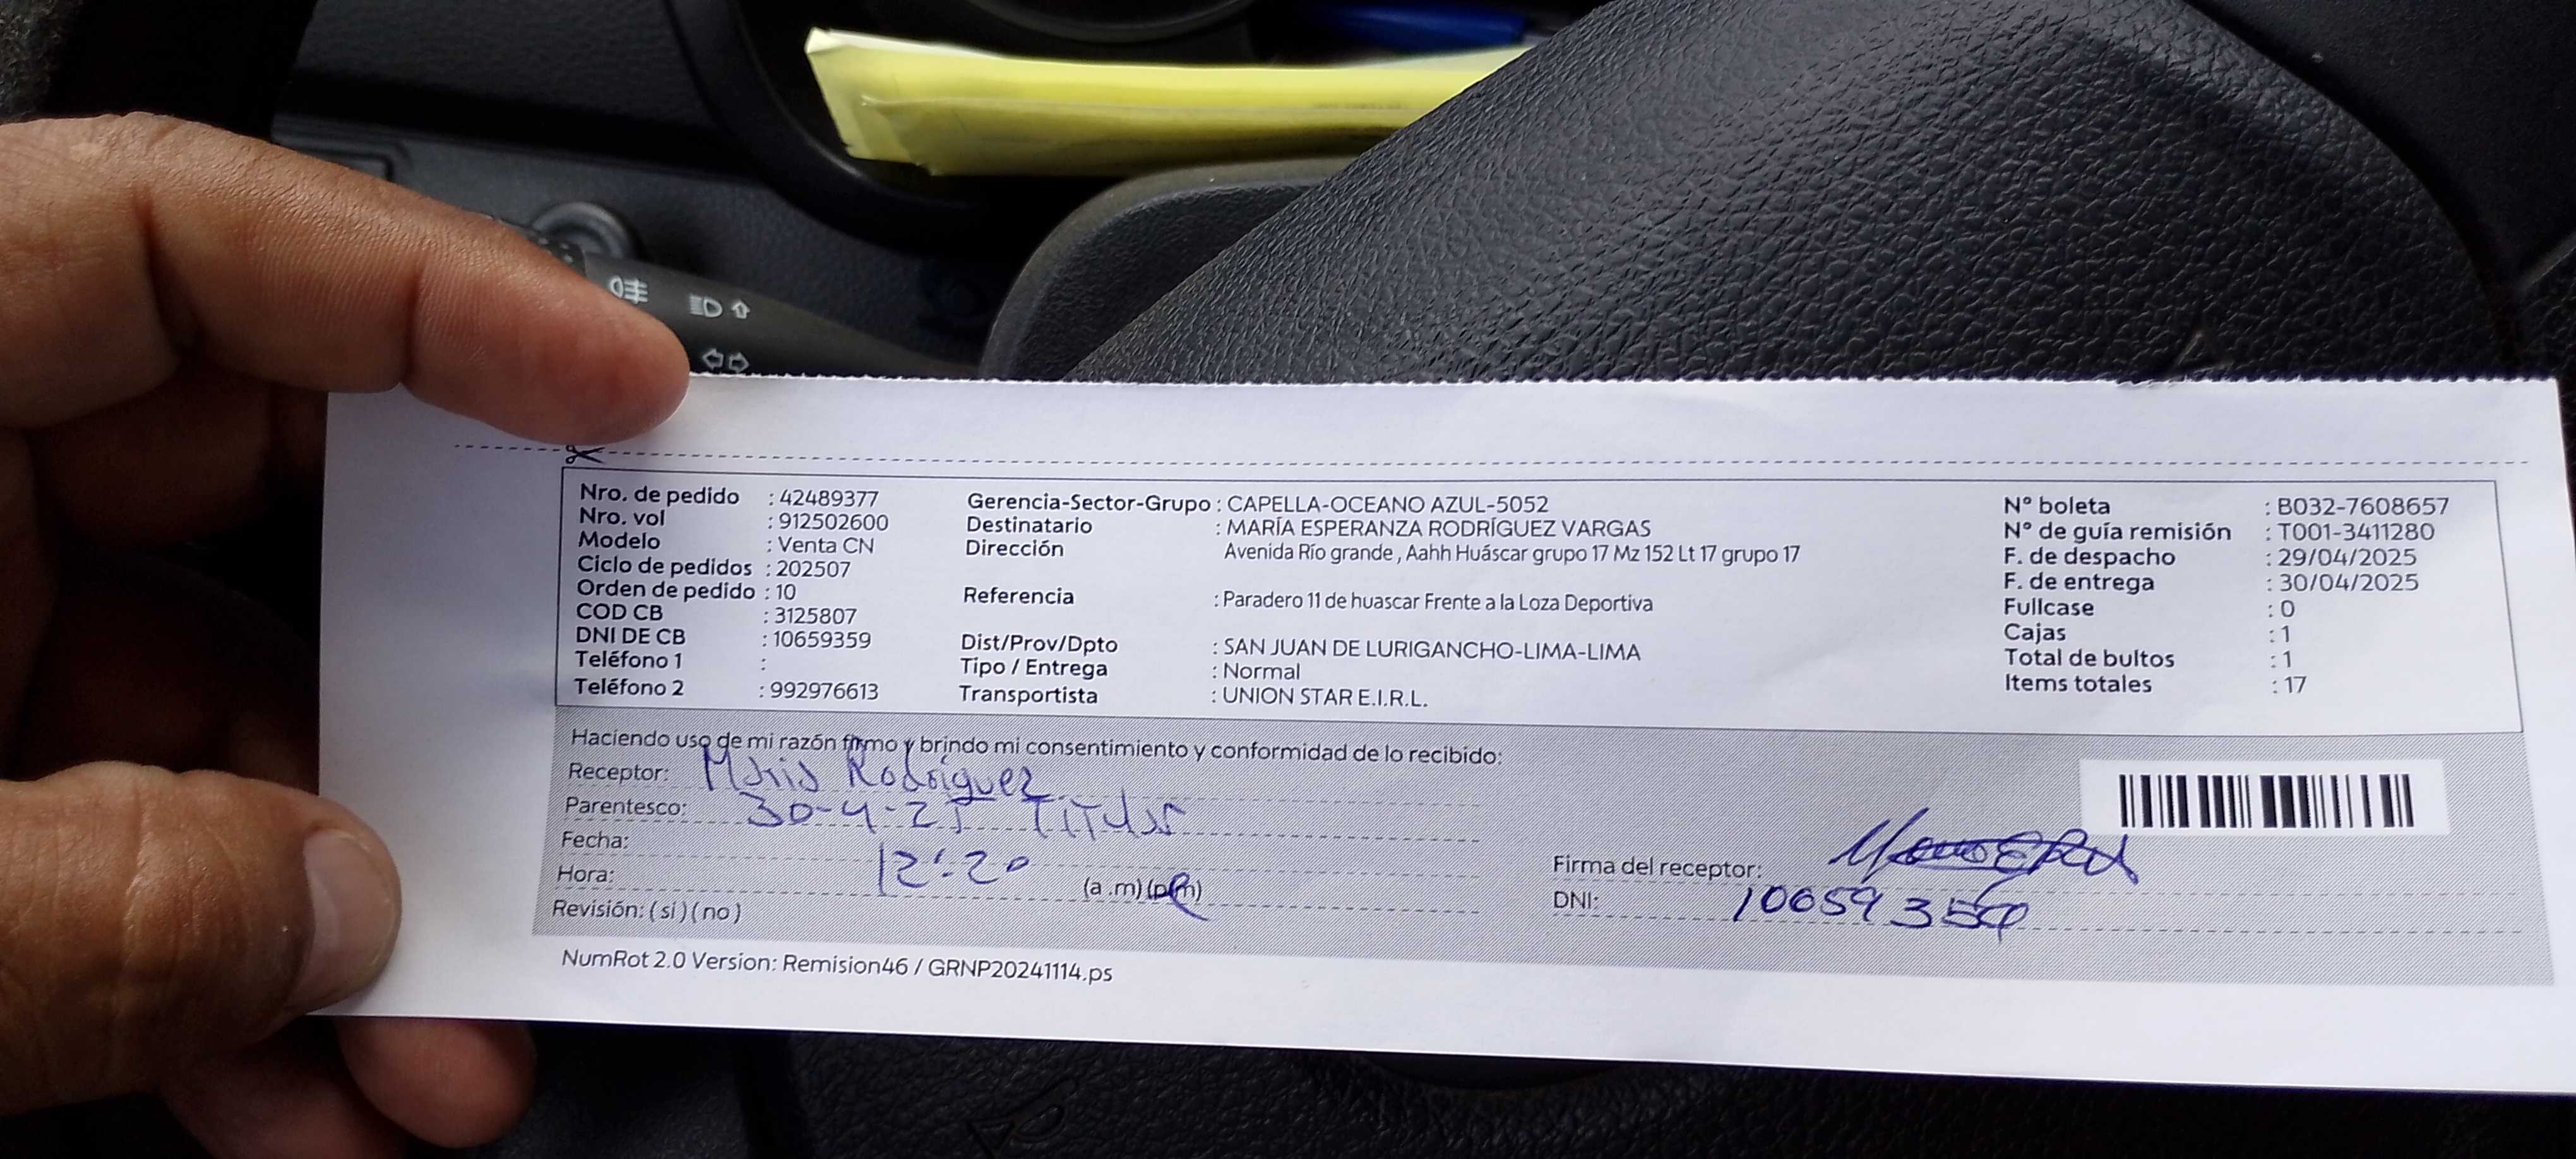 Nro. de pedido : 42489377
Nro. vol : 912502600
Modelo : Venta CN
Ciclo de pedidos : 202507
Orden de pedido : 10
COD CB : 3125807
DNI DE CB : 10659359
Teléfono 1 :
Teléfono 2 : 992976613
Gerencia-Sector-Grupo : CAPELLA-OCEANO AZUL-5052
Destinatario : MARÍA ESPERANZA RODRÍGUEZ VARGAS
Dirección Avenida Río grande , Aahh Huáscar grupo 17 Mz 152 Lt 17 grupo 17
Referencia : Paradero 11 de huascar Frente a la Loza Deportiva
Dist/Prov/Dpto : SAN JUAN DE LURIGANCHO-LIMA-LIMA
Tipo / Entrega : Normal
Transportista : UNION STAR E.I.R.L.
Nº boleta : B032-7608657
Nº de guía remisión : T001-3411280
F. de despacho : 29/04/2025
F. de entrega : 30/04/2025
Fullcase : 0
Cajas : 1
Total de bultos : 1
Items totales : 17
Haciendo uso de mi razón firmo y brindo mi consentimiento y conformidad de lo recibido:
Receptor: Maria Rodríguez
Parentesco: 30-4-25 Titular
Fecha:
Hora: 12:20 (a .m) (p.m)
Revisión: ( si ) ( no )
Firma del receptor:
DNI: 10659359
NumRot 2.0 Version: Remision46 / GRNP20241114.ps